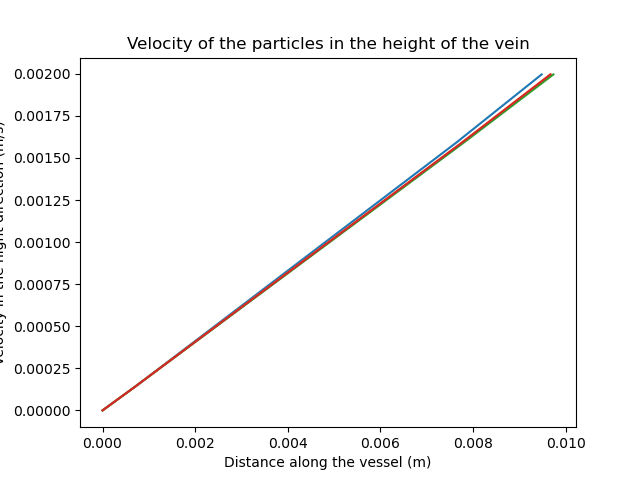 Velocity of the particles in the height of the vein
0.00200
0.00175
0.00150
0.00125
0.00100
0.00075
0.00050
0.00025
0.00000
0.000 0.002 0.004 0.006 0.008 0.010
Distance along the vessel (m)
in the
direction (m/s)